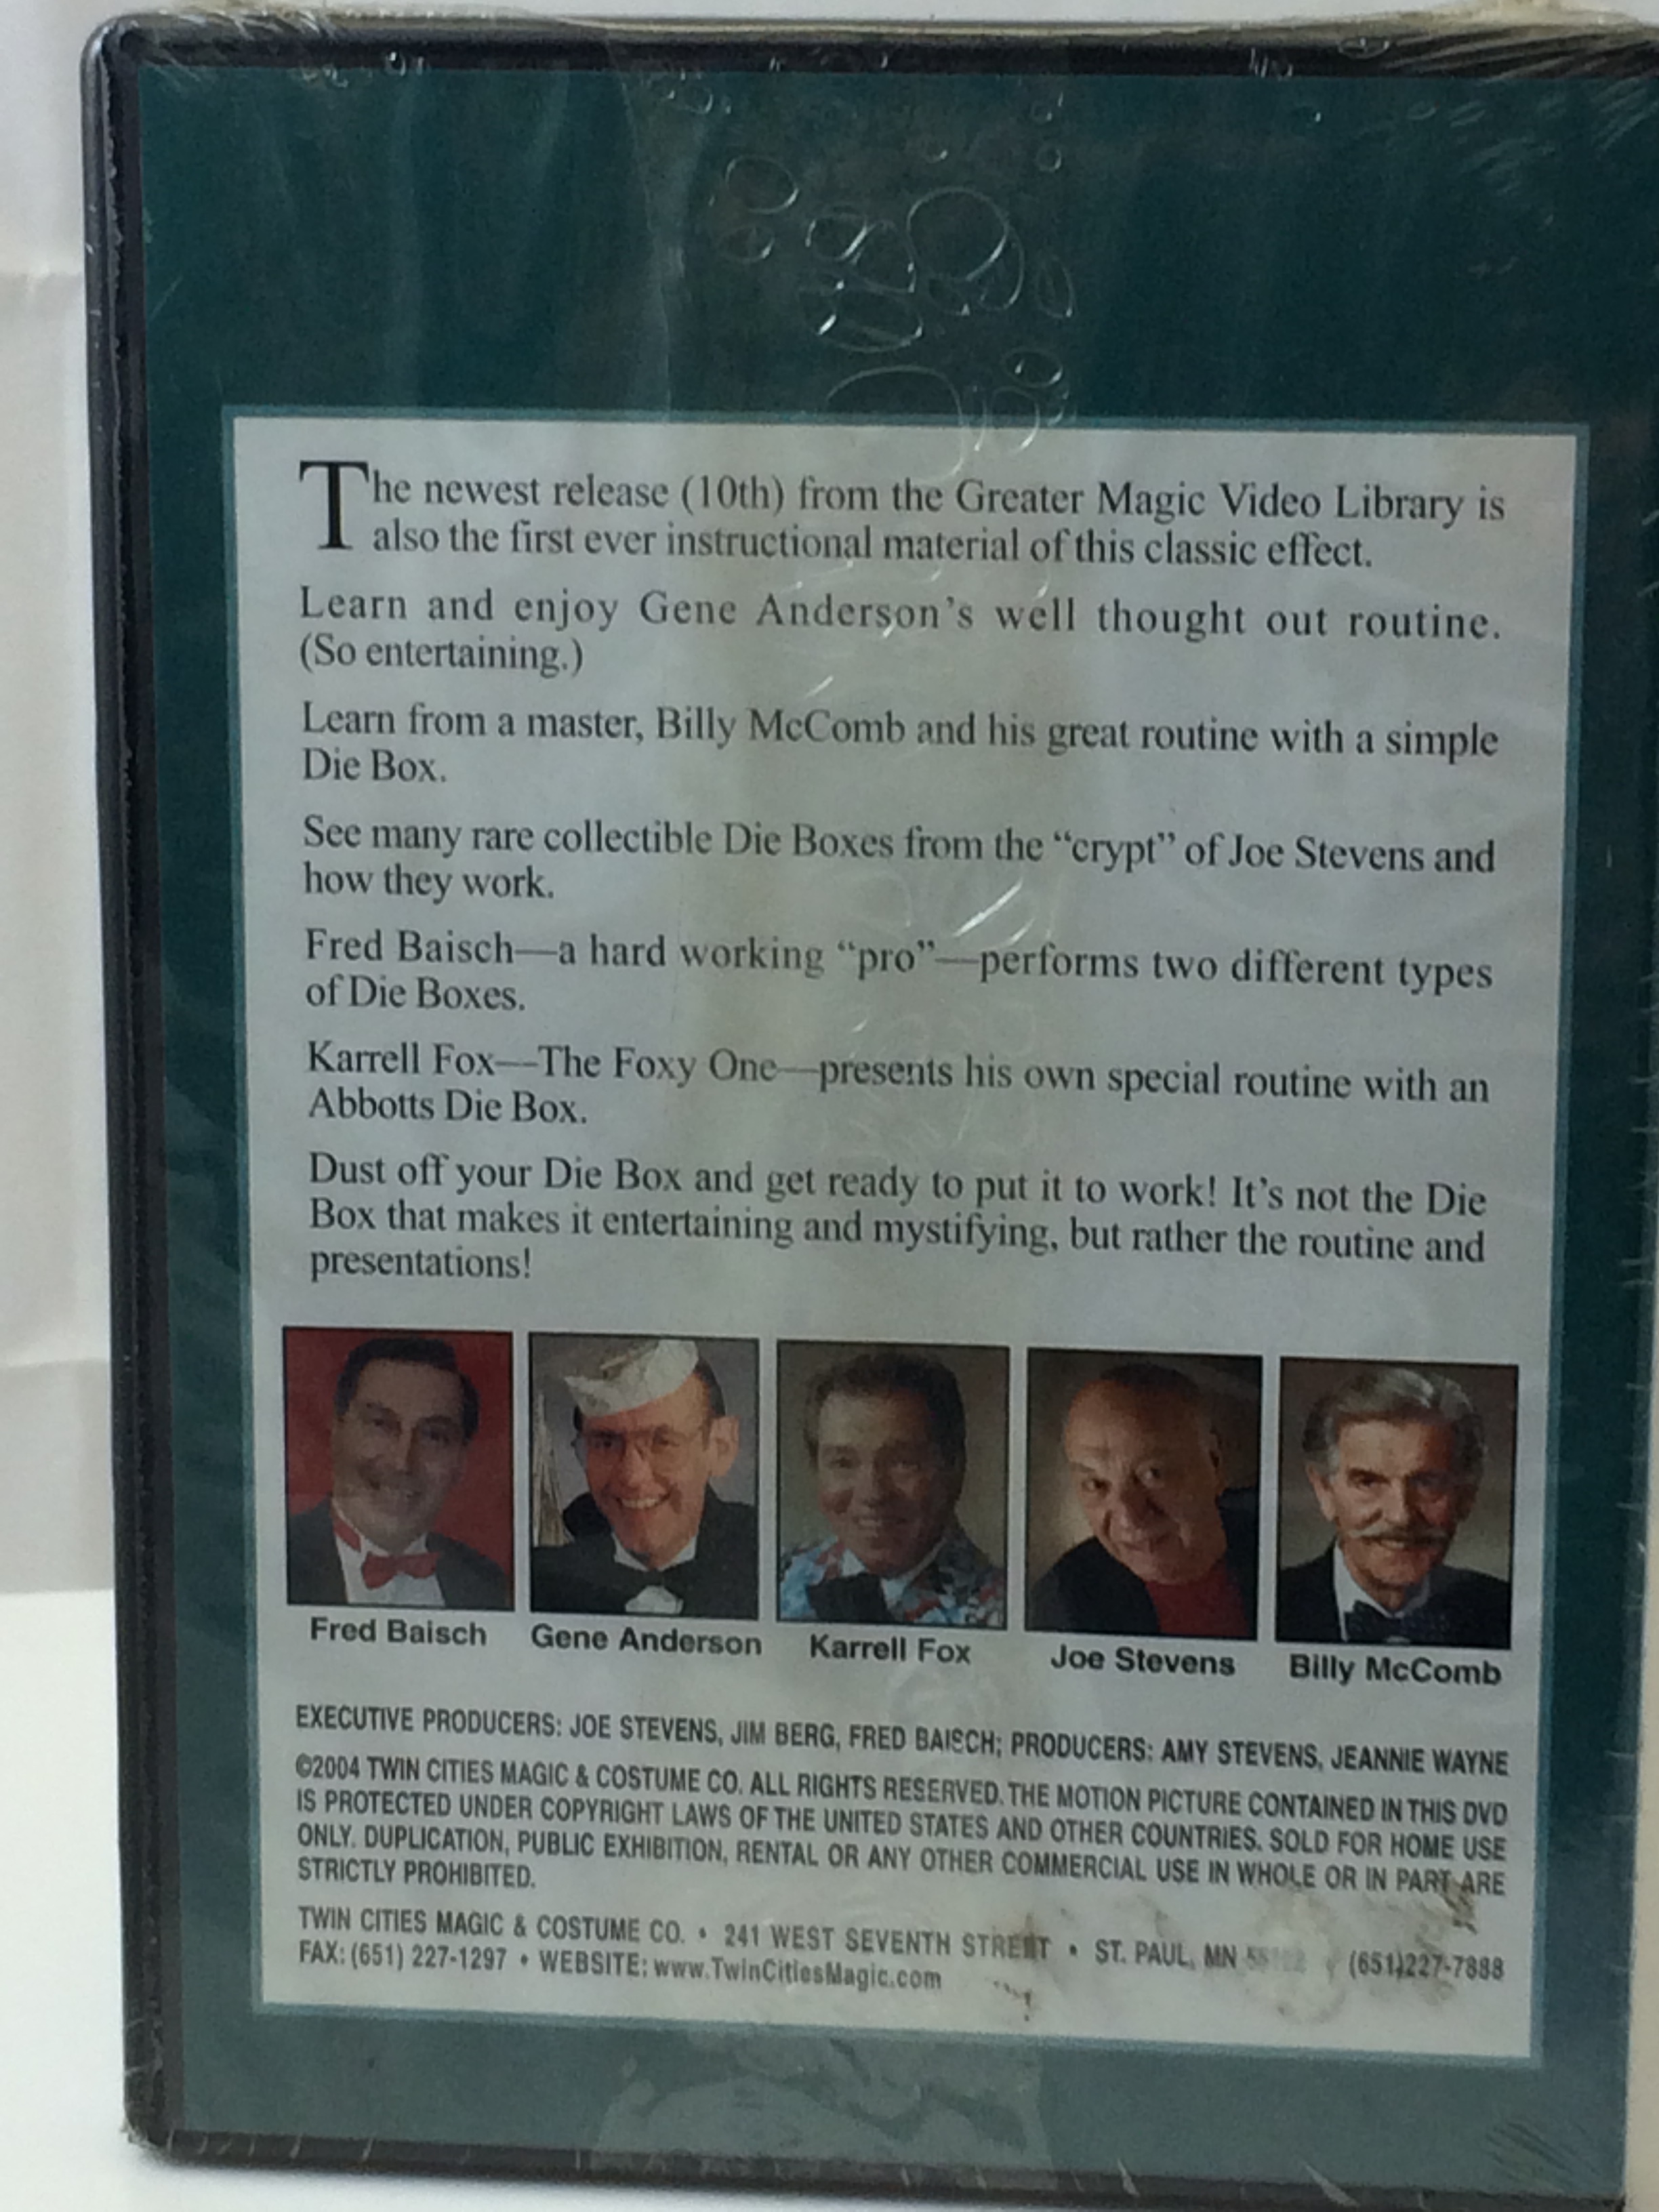 The newest release (10th) from the Greater Magic Video Library is
also the first ever instructional material of this classic effect.
Learn and enjoy Gene Anderson's well thought out routine.
(So entertaining.)
Learn from a master, Billy McComb and his great routine with a simple
Die Box.
See many rare collectible Die Boxes from the “crypt” of Joe Stevens and
how they work.
Fred Baisch—a hard working “pro”—performs two different types
of Die Boxes.
Karrell Fox—The Foxy One—presents his own special routine with an
Abbotts Die Box.
Dust off your Die Box and get ready to put it to work! It's not the Die
Box that makes it entertaining and mystifying, but rather the routine and
presentations!
Fred Baisch Gene Anderson Karrell Fox Joe Stevens Billy McComb
EXECUTIVE PRODUCERS: JOE STEVENS, JIM BERG, FRED BAISCH; PRODUCERS: AMY STEVENS, JEANNIE WAYNE
©2004 TWIN CITIES MAGIC & COSTUME CO. ALL RIGHTS RESERVED. THE MOTION PICTURE CONTAINED IN THIS DVD
IS PROTECTED UNDER COPYRIGHT LAWS OF THE UNITED STATES AND OTHER COUNTRIES. SOLD FOR HOME USE
ONLY. DUPLICATION, PUBLIC EXHIBITION, RENTAL OR ANY OTHER COMMERCIAL USE IN WHOLE OR IN PART ARE
STRICTLY PROHIBITED.
TWIN CITIES MAGIC & COSTUME CO. • 241 WEST SEVENTH STREET • ST. PAUL, MN (651)227-7888
FAX: (651) 227-1297 • WEBSITE: www.TwinCitiesMagic.com